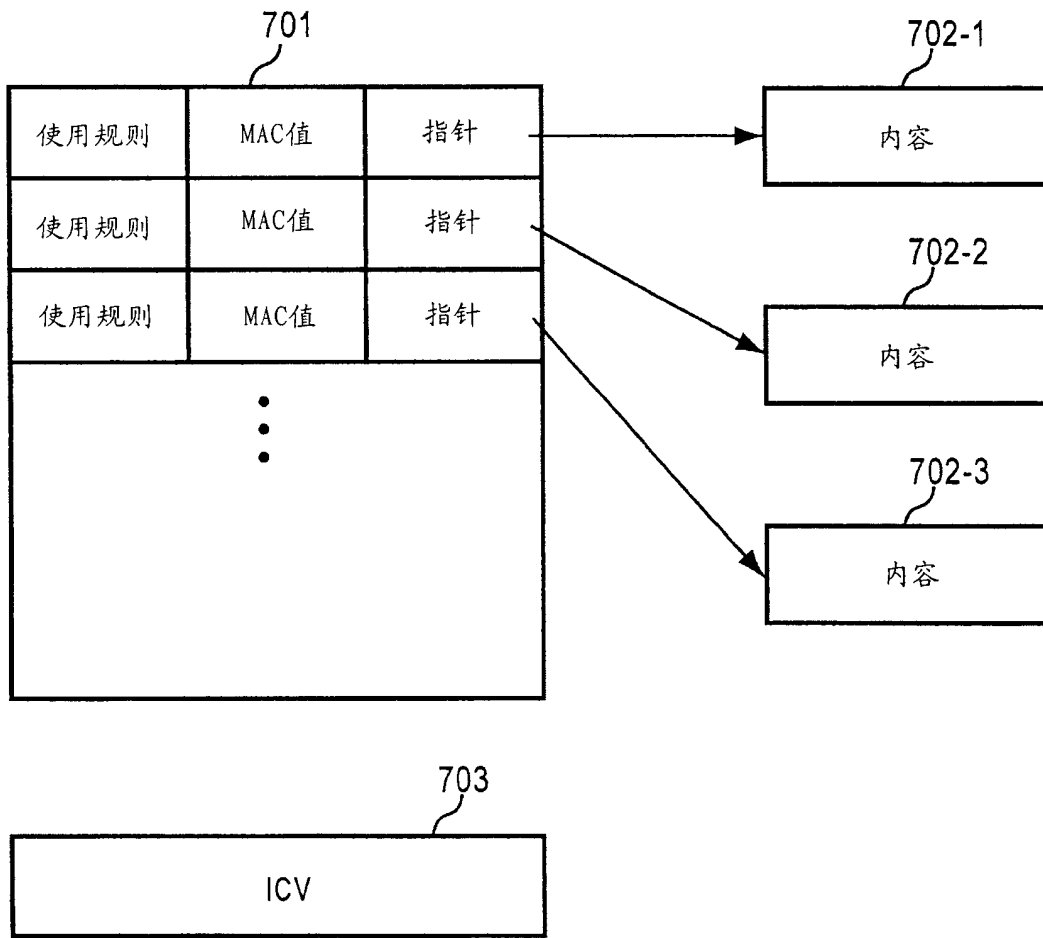 701
702-1
使用规则 MAC值 指针
内容
使用规则 MAC值 指针
702-2
使用规则 MAC值 指针
内容
702-3
内容
703
ICV